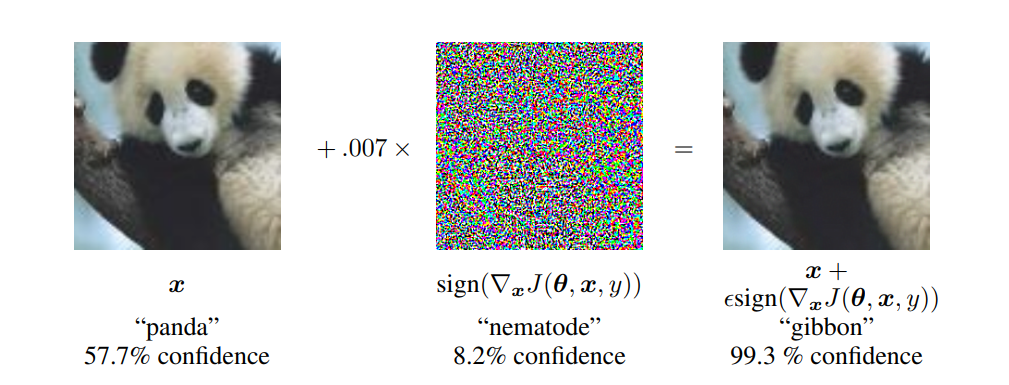 + .007 ×
=
x
“panda”
57.7% confidence
sign(∇ₓJ(θ, x, y))
“nematode”
8.2% confidence
x +
ϵsign(∇ₓJ(θ, x, y))
“gibbon”
99.3 % confidence